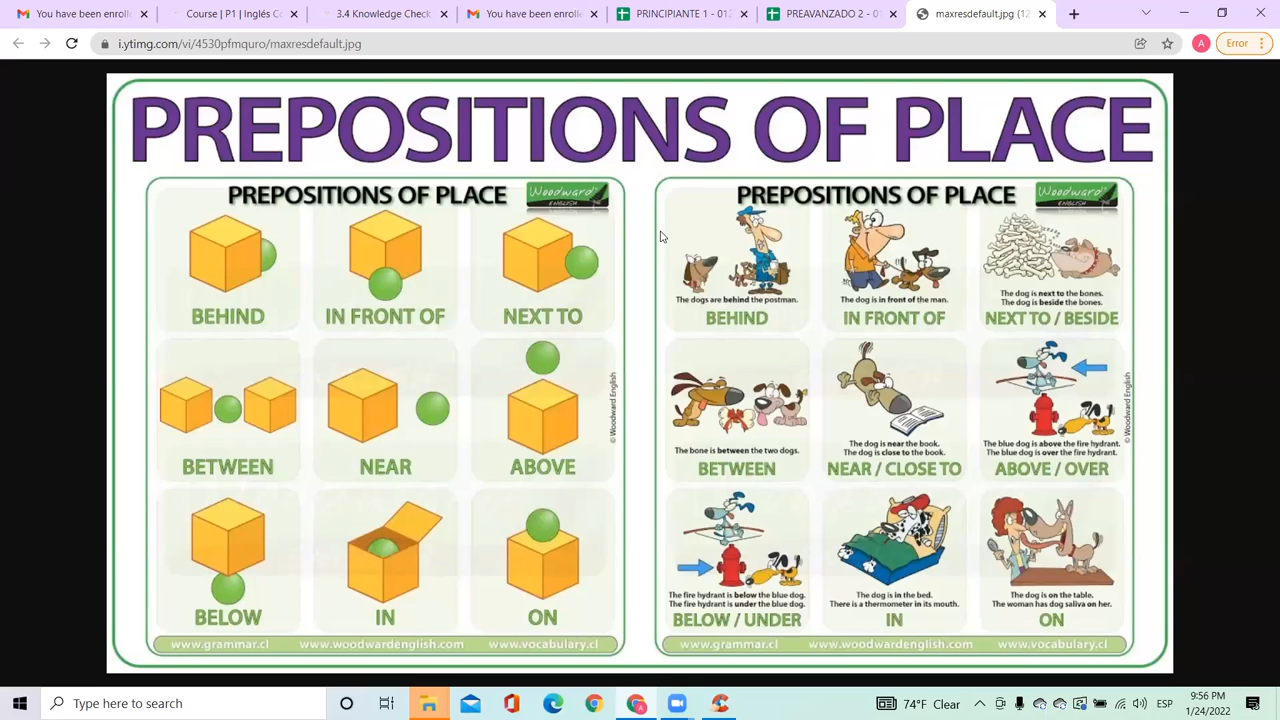 You have been enrolle
Course | P1 | Inglés Co
3.4 Knowledge Check
You have been enrolle
PRINCIPIANTE 1 - 01
PREAVANZADO 2 - 0
maxresdefault.jpg (12
i.ytimg.com/vi/4530pfmquro/maxresdefault.jpg
A
Error
PREPOSITIONS OF PLACE
PREPOSITIONS OF PLACE
Woodward
ENGLISH
BEHIND
IN FRONT OF
NEXT TO
BETWEEN
NEAR
ABOVE
BELOW
IN
ON
© Woodward English
www.grammar.cl
www.woodwardenglish.com
www.vocabulary.cl
PREPOSITIONS OF PLACE
Woodward
ENGLISH
The dogs are behind the postman.
BEHIND
The dog is in front of the man.
IN FRONT OF
The dog is next to the bones.
The dog is beside the bones.
NEXT TO / BESIDE
The bone is between the two dogs.
BETWEEN
The dog is near the book.
The dog is close to the book.
NEAR / CLOSE TO
The blue dog is above the fire hydrant.
The blue dog is over the fire hydrant.
ABOVE / OVER
The fire hydrant is below the blue dog.
The fire hydrant is under the blue dog.
BELOW / UNDER
The dog is in the bed.
There is a thermometer in its mouth.
IN
The dog is on the table.
The woman has dog saliva on her.
ON
© Woodward English
www.grammar.cl
www.woodwardenglish.com
www.vocabulary.cl
Type here to search
74°F Clear
ESP
9:56 PM
1/24/2022